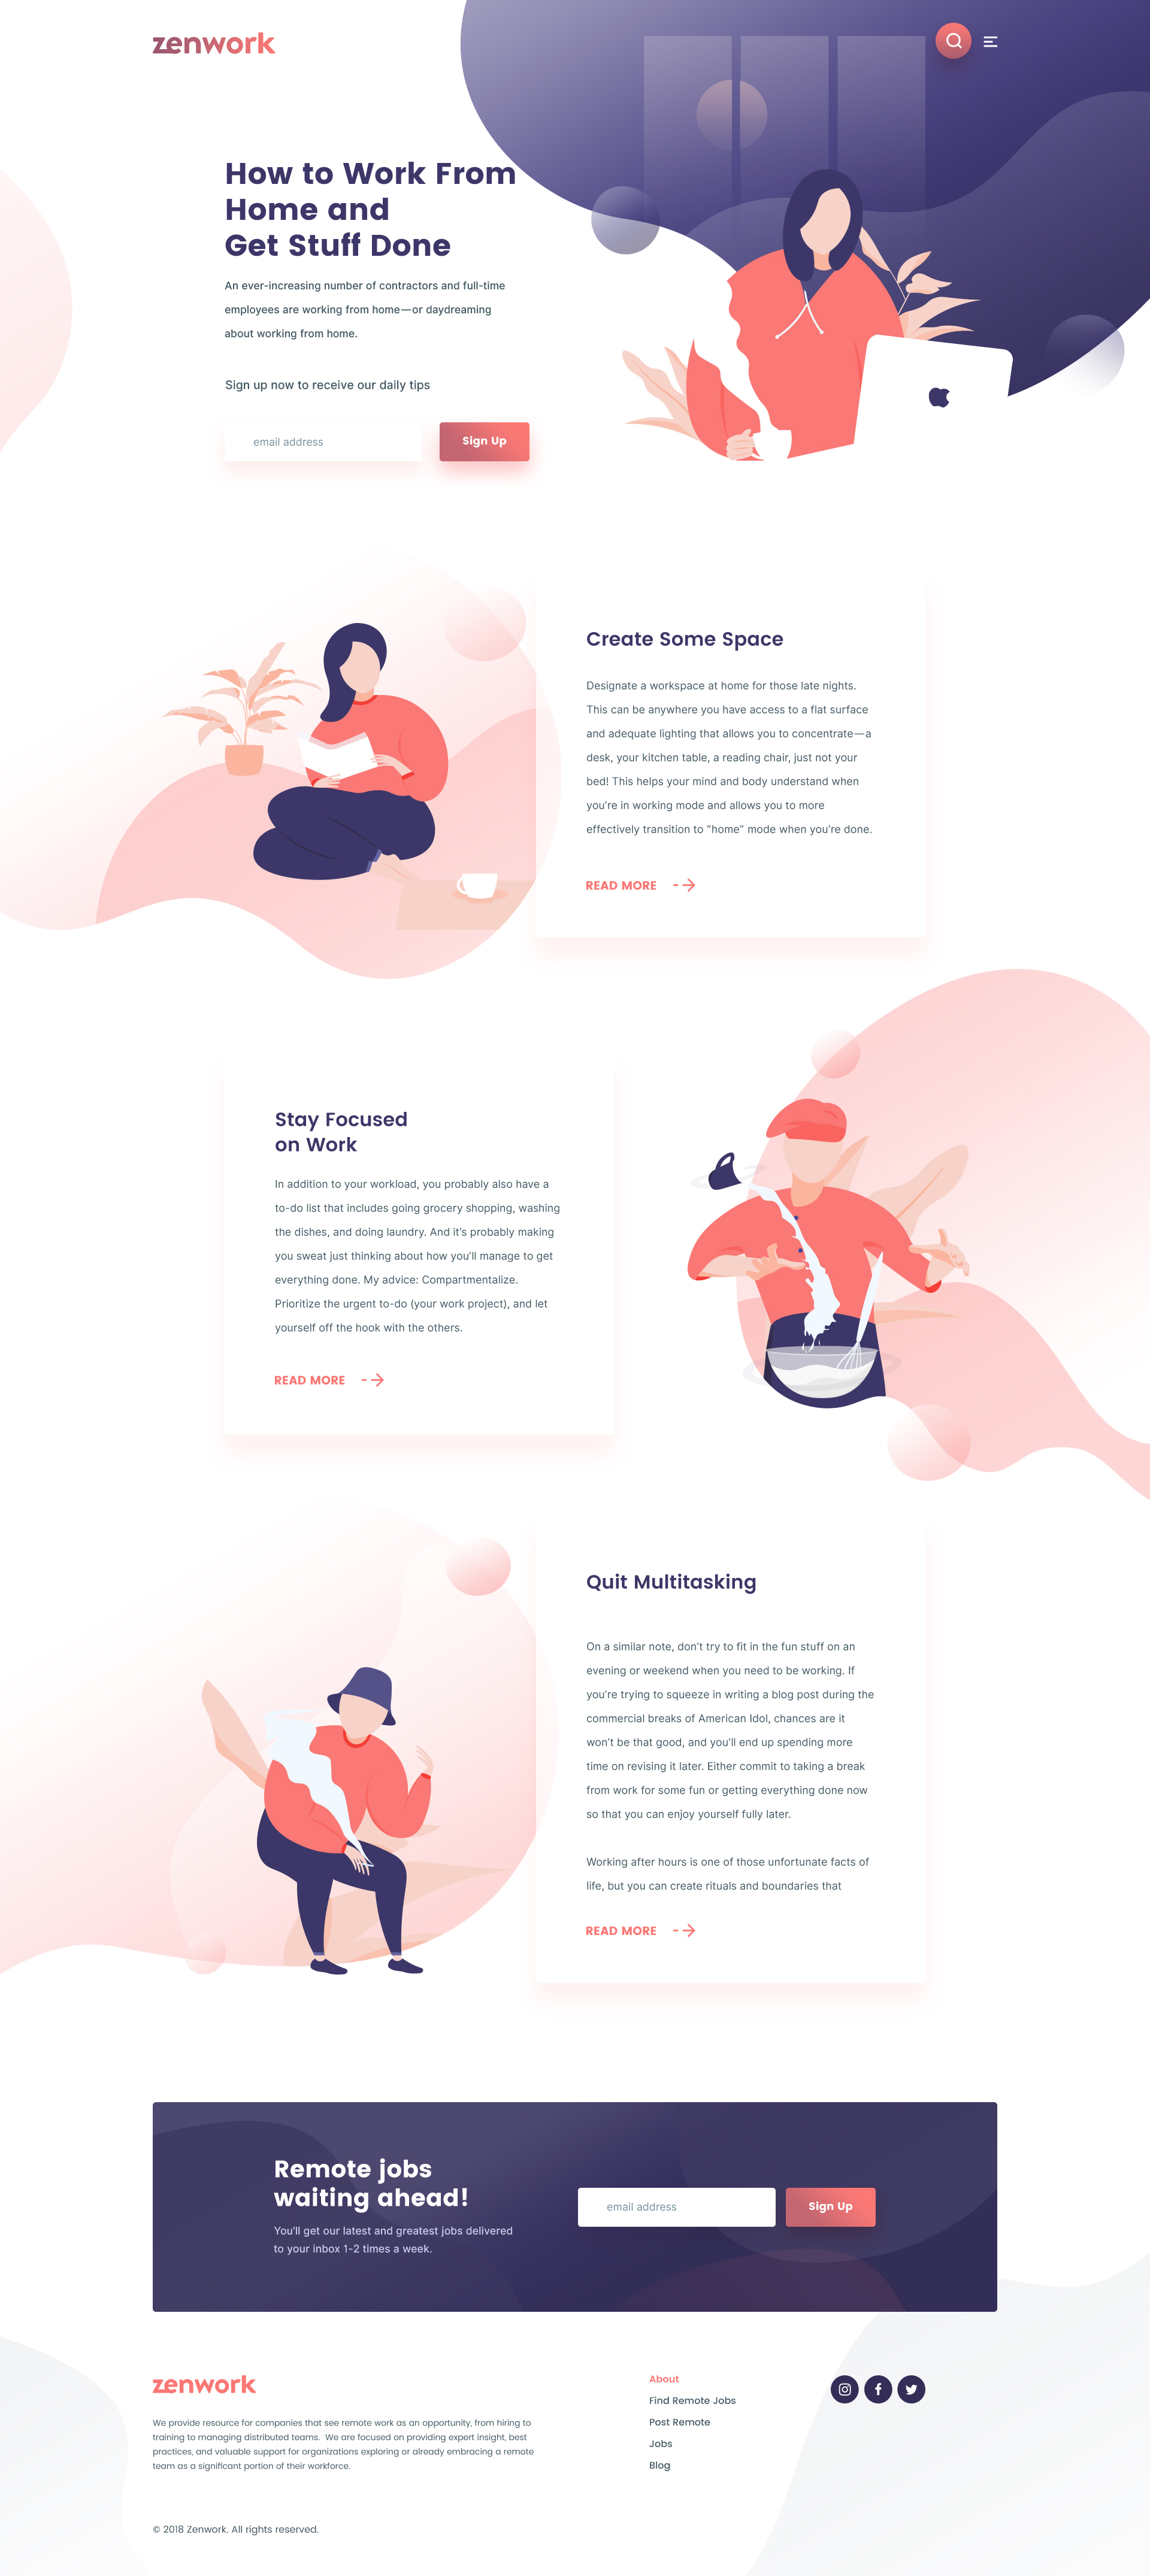 zenwork
How to Work From
Home and
Get Stuff Done
An ever-increasing number of contractors and full-time
employees are working from home—or daydreaming
about working from home.
Sign up now to receive our daily tips
email address
Sign Up
Create Some Space
Designate a workspace at home for those late nights.
This can be anywhere you have access to a flat surface
and adequate lighting that allows you to concentrate—a
desk, your kitchen table, a reading chair, just not your
bed! This helps your mind and body understand when
you’re in working mode and allows you to more
effectively transition to “home” mode when you’re done.
READ MORE
Stay Focused
on Work
In addition to your workload, you probably also have a
to-do list that includes going grocery shopping, washing
the dishes, and doing laundry. And it’s probably making
you sweat just thinking about how you’ll manage to get
everything done. My advice: Compartmentalize.
Prioritize the urgent to-do (your work project), and let
yourself off the hook with the others.
READ MORE
Quit Multitasking
On a similar note, don’t try to fit in the fun stuff on an
evening or weekend when you need to be working. If
you’re trying to squeeze in writing a blog post during the
commercial breaks of American Idol, chances are it
won’t be that good, and you’ll end up spending more
time on revising it later. Either commit to taking a break
from work for some fun or getting everything done now
so that you can enjoy yourself fully later.
Working after hours is one of those unfortunate facts of
life, but you can create rituals and boundaries that
READ MORE
Remote jobs
waiting ahead!
You’ll get our latest and greatest jobs delivered
to your inbox 1-2 times a week.
email address
Sign Up
zenwork
We provide resource for companies that see remote work as an opportunity, from hiring to
training to managing distributed teams.  We are focused on providing expert insight, best
practices, and valuable support for organizations exploring or already embracing a remote
team as a significant portion of their workforce.
About
Find Remote Jobs
Post Remote
Jobs
Blog
© 2018 Zenwork. All rights reserved.